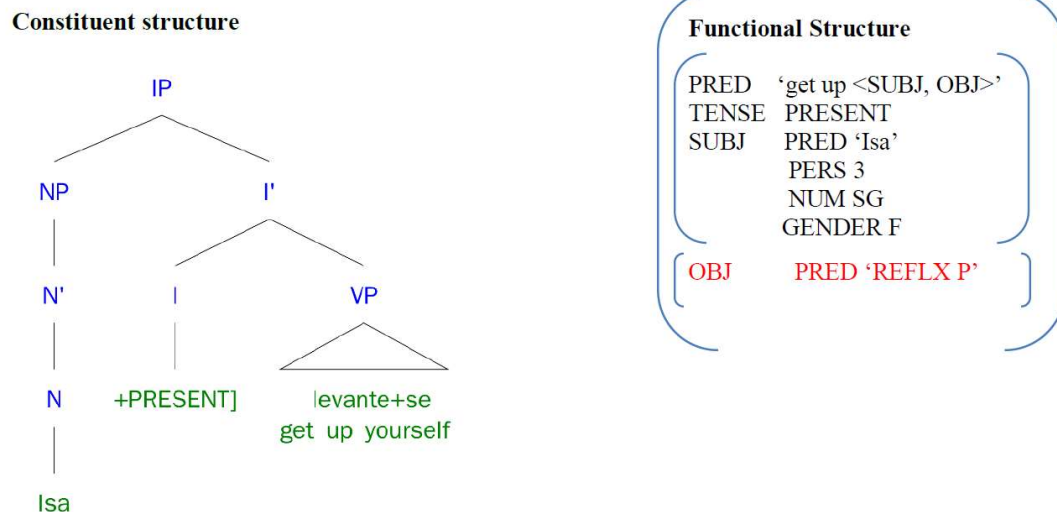 Constituent structure
IP
NP I'
N' I VP
N +PRESENT] levante+se
get up yourself
Isa
Functional Structure
PRED ‘get up <SUBJ, OBJ>’
TENSE PRESENT
SUBJ PRED ‘Isa’
PERS 3
NUM SG
GENDER F
OBJ PRED ‘REFLX P’